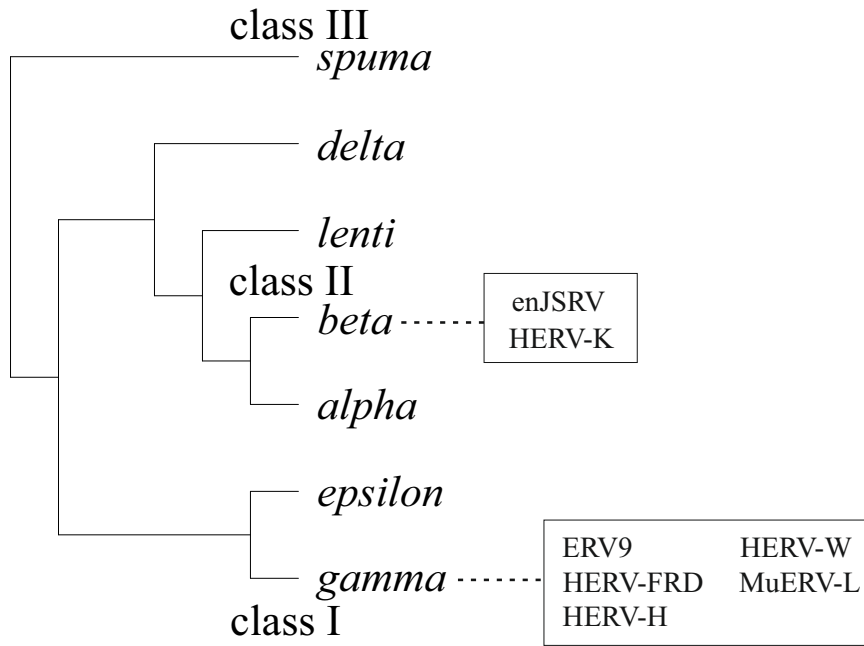 class III
spuma
delta
lenti
class II
beta
enJSRV
HERV-K
alpha
epsilon
gamma
class I
ERV9 HERV-W
HERV-FRD MuERV-L
HERV-H